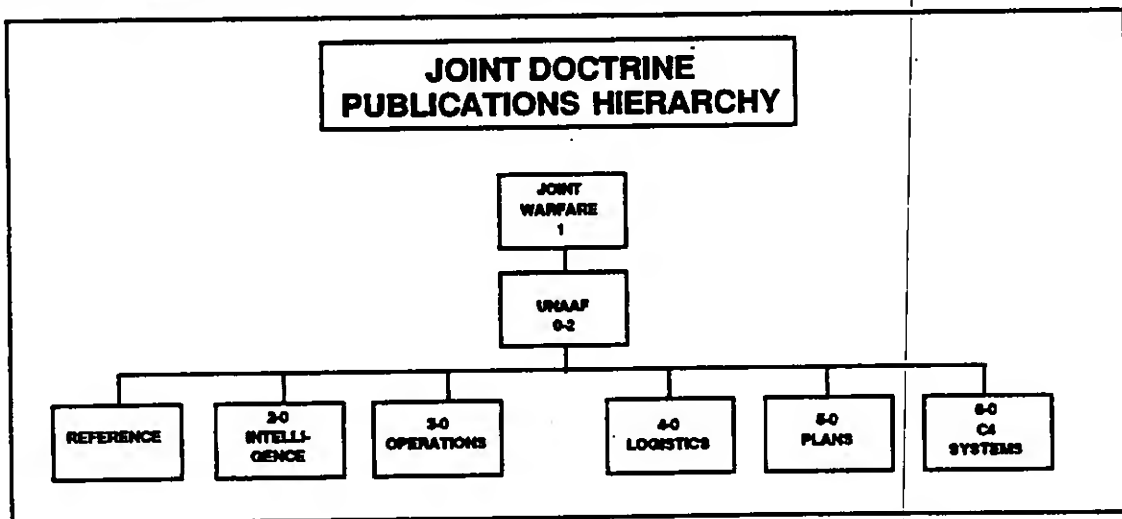 JOINT DOCTRINE
PUBLICATIONS HIERARCHY
JOINT
WARFARE
1
UNAAF
0-2
REFERENCE
2-0
INTELLI-
GENCE
3-0
OPERATIONS
4-0
LOGISTICS
5-0
PLANS
6-0
C4
SYSTEMS